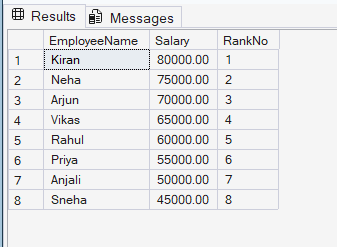 Results Messages
EmployeeName Salary RankNo
1 Kiran 80000.00 1
2 Neha 75000.00 2
3 Arjun 70000.00 3
4 Vikas 65000.00 4
5 Rahul 60000.00 5
6 Priya 55000.00 6
7 Anjali 50000.00 7
8 Sneha 45000.00 8